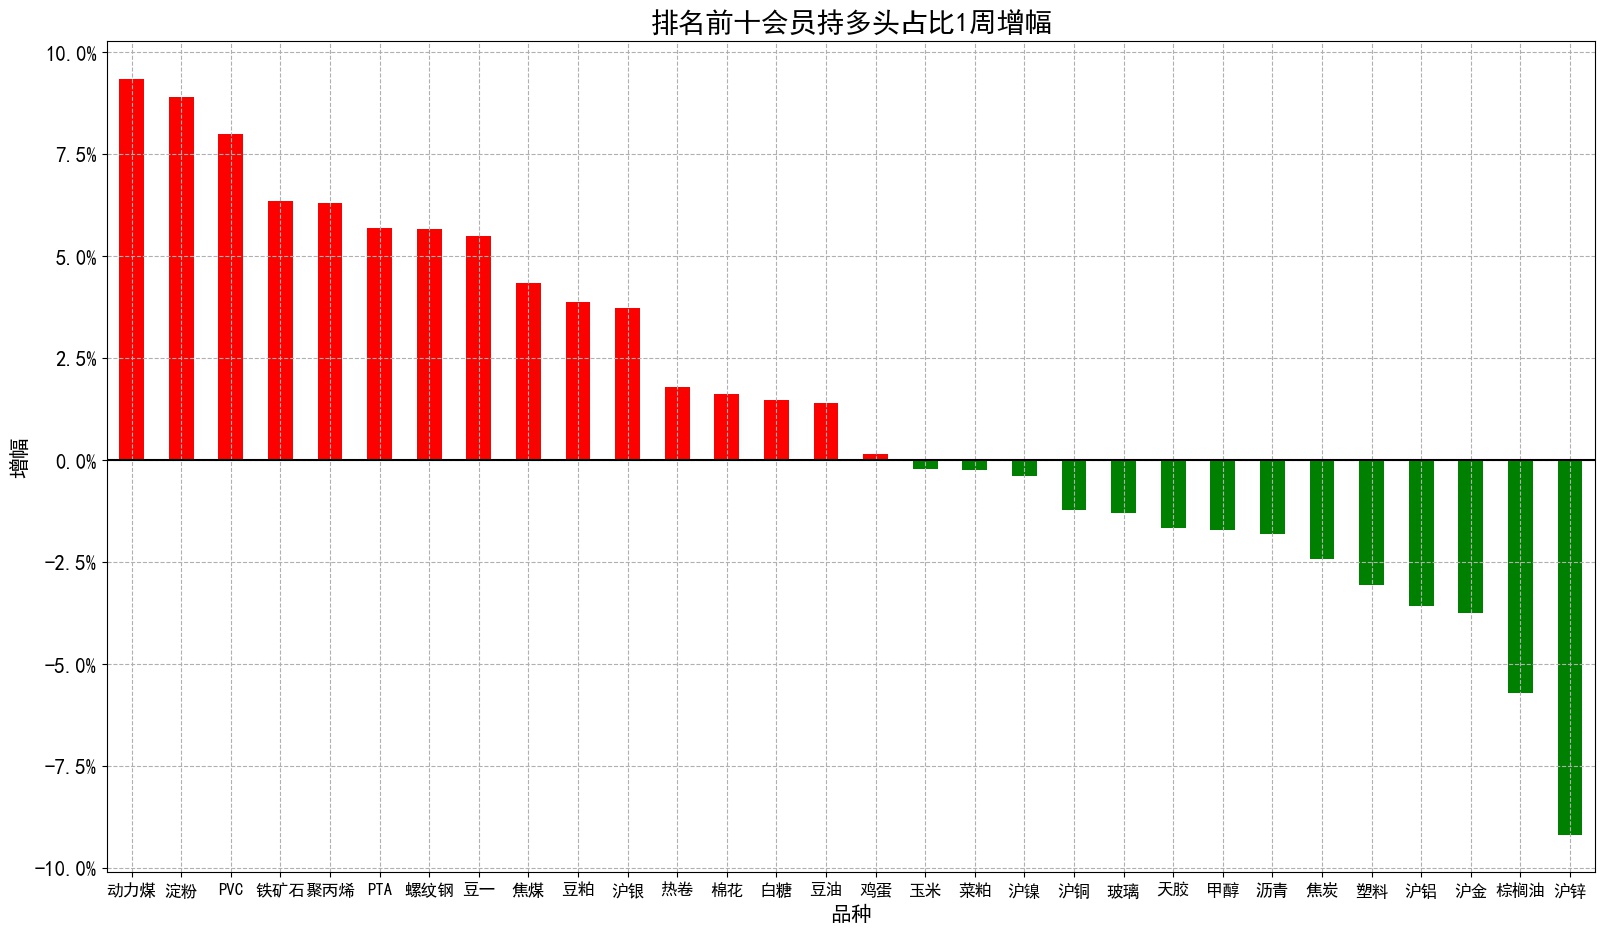 排名前十会员持多头占比1周增幅
10.0%
7.5%
5.0%
2.5%
0.0%
−2.5%
−5.0%
−7.5%
−10.0%
增幅
动力煤 淀粉 PVC 铁矿石 聚丙烯 PTA 螺纹钢 豆一 焦煤 豆粕 沪银 热卷 棉花 白糖 豆油 鸡蛋 玉米 菜粕 沪镍 沪铜 玻璃 天胶 甲醇 沥青 焦炭 塑料 沪铝 沪金 棕榈油 沪锌
品种